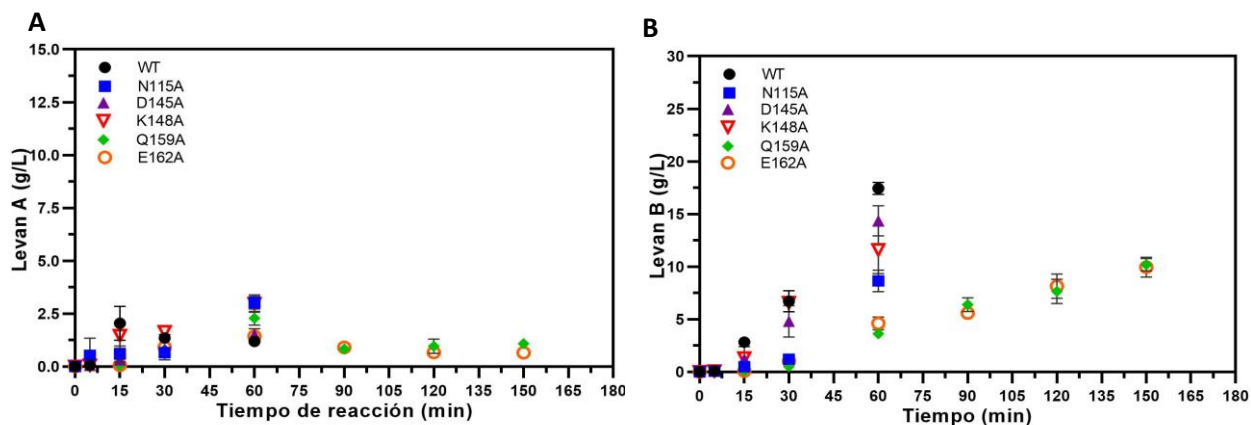 A
15.0
12.5
10.0
7.5
5.0
2.5
0.0
Levan A (g/L)
WT
N115A
D145A
K148A
Q159A
E162A
0 15 30 45 60 75 90 105 120 135 150 165 180
Tiempo de reacción (min)
B
30
25
20
15
10
5
0
Levan B (g/L)
WT
N115A
D145A
K148A
Q159A
E162A
0 15 30 45 60 75 90 105 120 135 150 165 180
Tiempo (min)